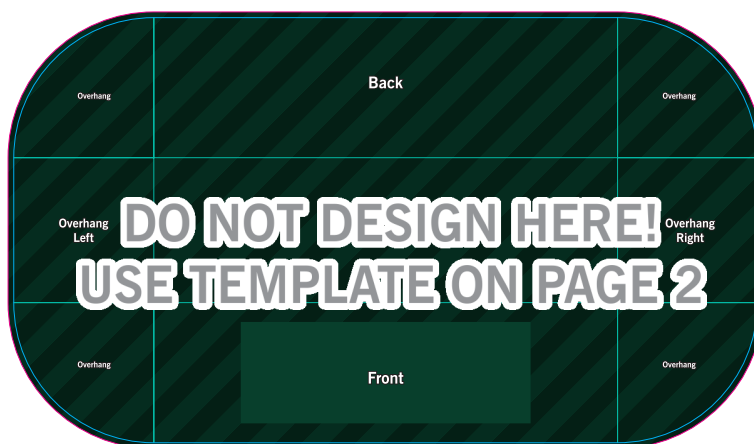 Back
Overhang
Overhang
Overhang
Left
DO NOT DESIGN HERE!
Overhang
Right
USE TEMPLATE ON PAGE 2
Overhang
Front
Overhang